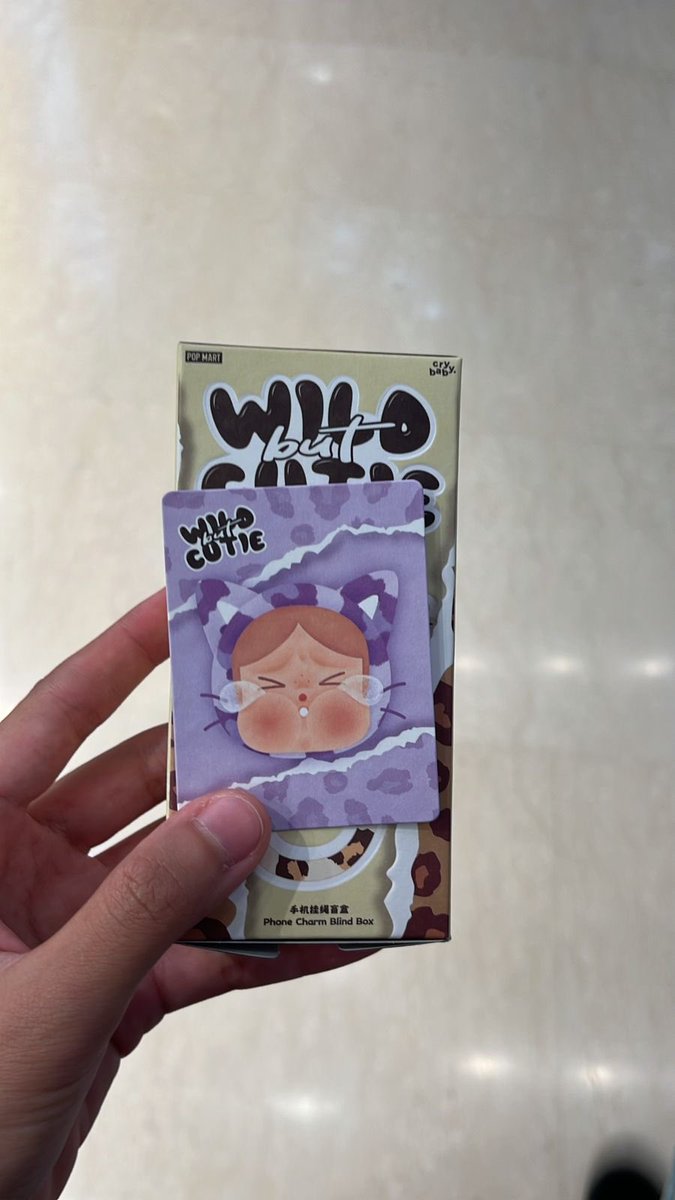 POP MART
cry
baby.
WILD
but
CUTIE
WILD
but
CUTIE
手机挂绳盲盒
Phone Charm Blind Box